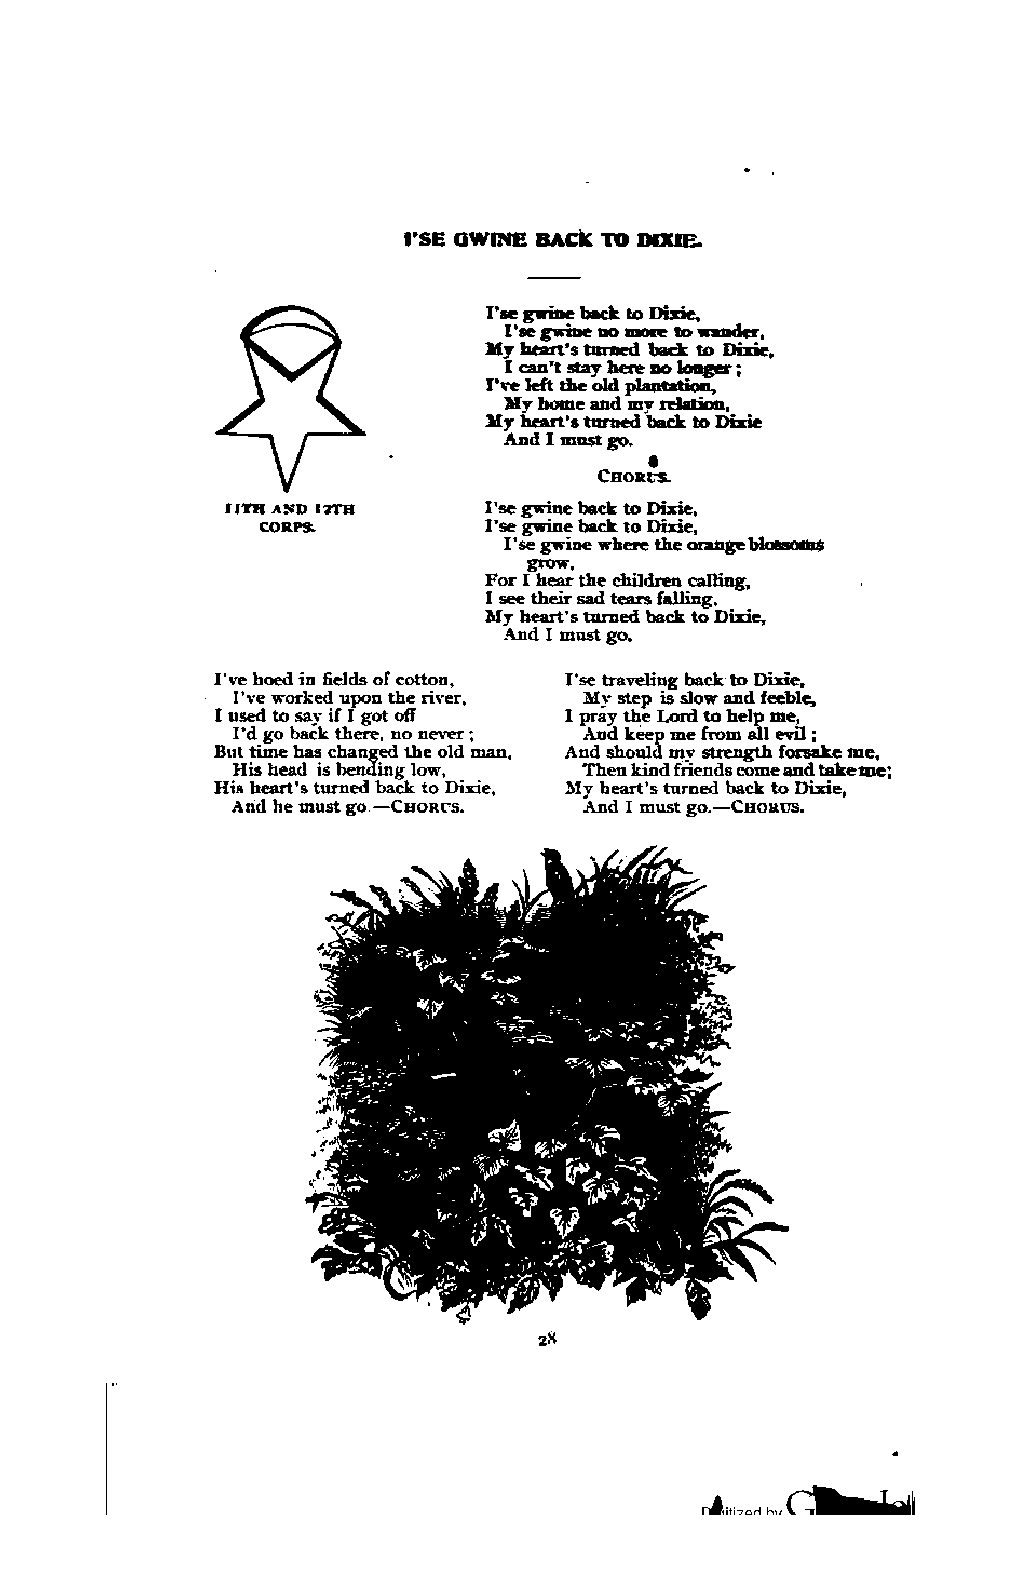 I'SE GWINE BACK TO DIXIE.
11TH AND 12TH
CORPS.
I'se gwine back to Dixie,
I'se gwine no more to wander,
My heart's turned back to Dixie,
I can't stay here no longer;
I've left the old plantation,
My home and my relation,
My heart's turned back to Dixie
And I must go.
CHORUS.
I'se gwine back to Dixie,
I'se gwine back to Dixie,
I'se gwine where the orange blossoms
grow,
For I hear the children calling,
I see their sad tears falling,
My heart's turned back to Dixie,
And I must go.
I've hoed in fields of cotton,
I've worked upon the river,
I used to say if I got off
I'd go back there, no never;
But time has changed the old man,
His head is bending low,
His heart's turned back to Dixie,
And he must go.—CHORUS.
I'se traveling back to Dixie,
My step is slow and feeble,
I pray the Lord to help me,
And keep me from all evil;
And should my strength forsake me,
Then kind friends come and take me;
My heart's turned back to Dixie,
And I must go.—CHORUS.
28
Digitized by